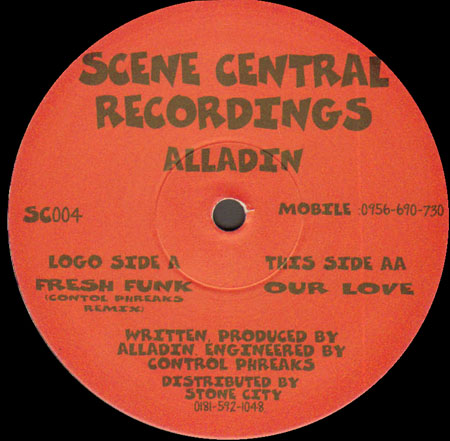 SCENE CENTRAL
RECORDINGS
ALLADIN
SC004
MOBILE :0956-690-730
LOGO SIDE A
FRESH FUNK
(CONTOL PHREAKS
REMIX)
THIS SIDE AA
OUR LOVE
WRITTEN, PRODUCED BY
ALLADIN, ENGINEERED BY
CONTROL PHREAKS
DISTRIBUTED BY
STONE CITY
0181-592-1048